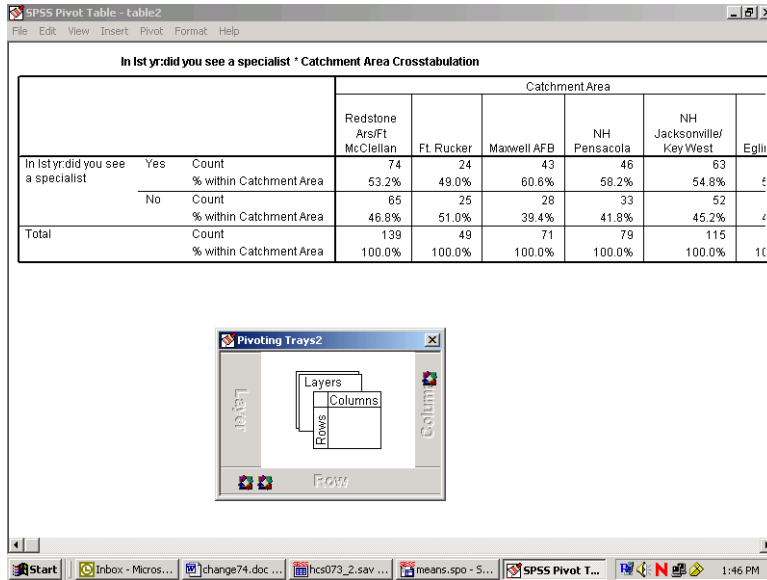 SPSS Pivot Table - table2
File Edit View Insert Pivot Format Help
In Ist yr:did you see a specialist * Catchment Area Crosstabulation
Catchment Area
Redstone Ars/Ft McClellan Ft. Rucker Maxwell AFB NH Pensacola NH Jacksonville/ Key West
In Ist yr:did you see a specialist Yes Count 74 24 43 46 63
% within Catchment Area 53.2% 49.0% 60.6% 58.2% 54.8%
No Count 65 25 28 33 52
% within Catchment Area 46.8% 51.0% 39.4% 41.8% 45.2%
Total Count 139 49 71 79 115
% within Catchment Area 100.0% 100.0% 100.0% 100.0% 100.0%
Pivoting Trays2
Layer
Layers
Columns
Rows
Column
Row
Start Inbox - Micros... change74.doc ... hcs073_2.sav ... means.spo - S... SPSS Pivot T... 1:46 PM